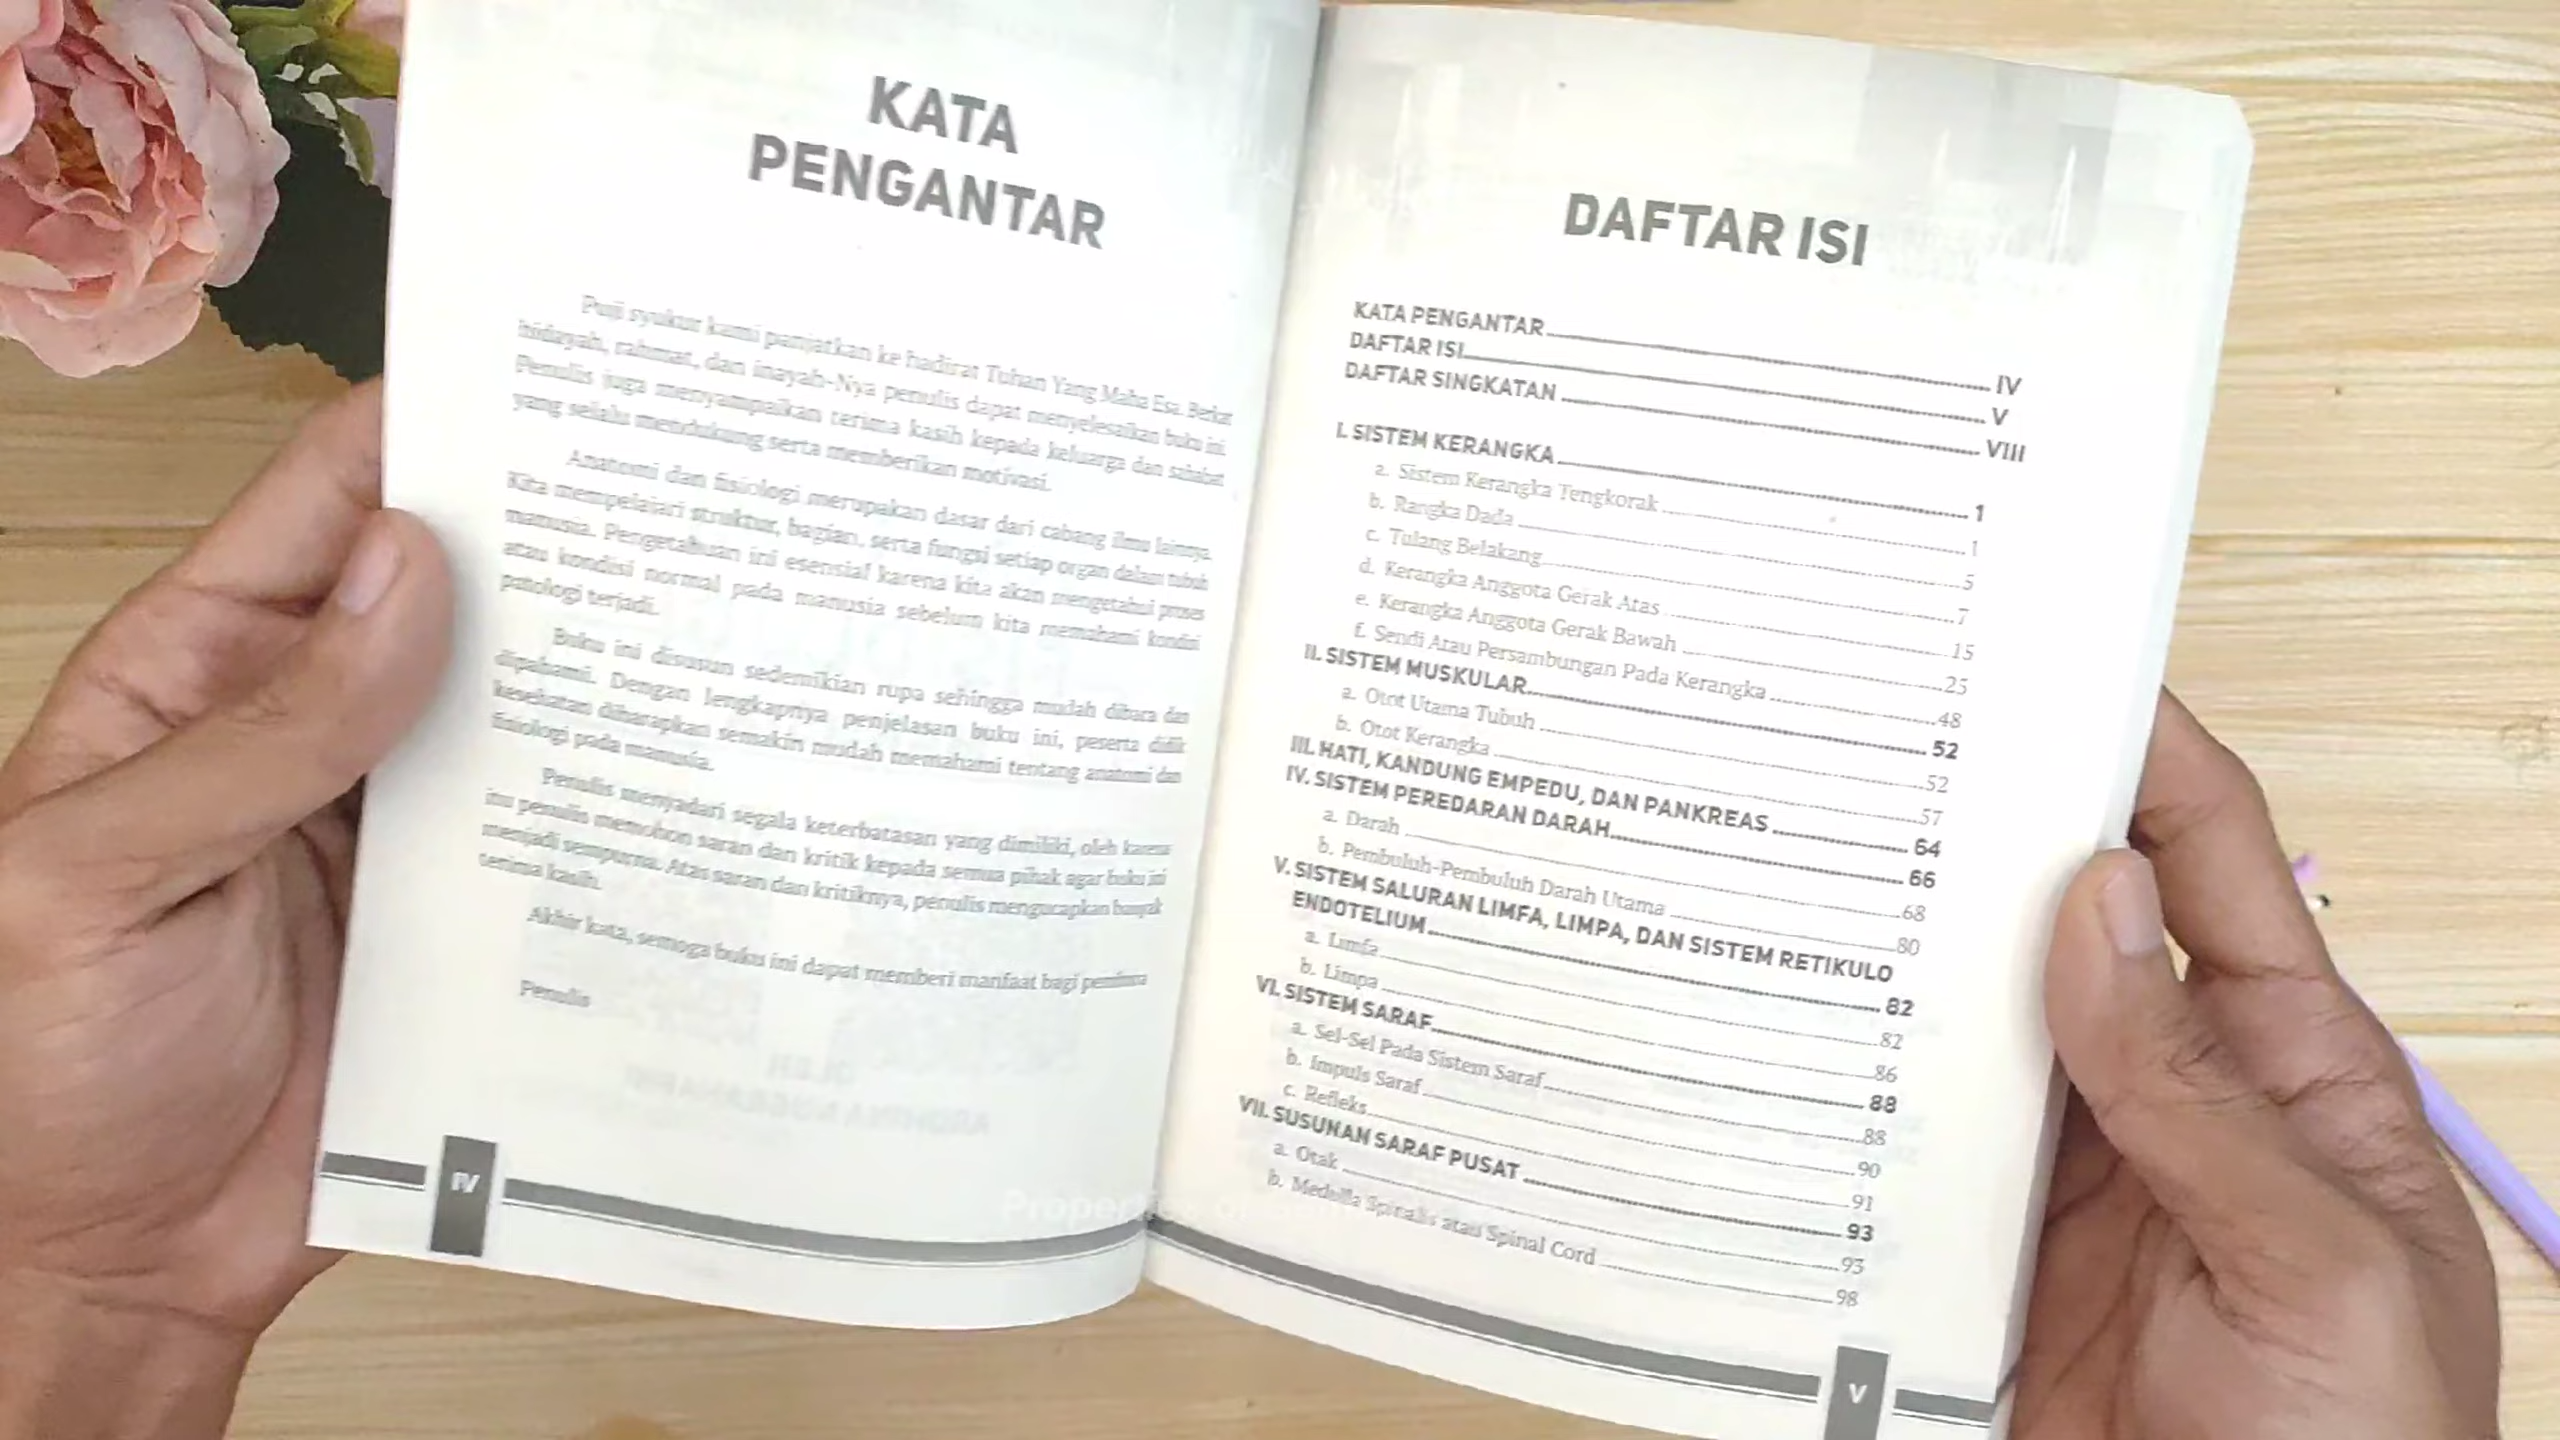 KATA
PENGANTAR
Puji syukur kami panjatkan ke hadirat Tuhan Yang Maha Esa. Berkat
hidayah, rahmat, dan inayah-Nya penulis dapat menyelesaikan buku ini.
Penulis juga menyampaikan terima kasih kepada keluarga dan sahabat
yang selalu mendukung serta memberikan motivasi.
Anatomi dan fisiologi merupakan dasar dari cabang ilmu lainnya.
Kita mempelajari struktur, bagian, serta fungsi setiap organ dalam tubuh
manusia. Pengetahuan ini esensial karena kita akan mengetahui proses
atau kondisi normal pada manusia sebelum kita memahami kondisi
patologi terjadi.
Buku ini disusun sedemikian rupa sehingga mudah dibaca dan
dipahami. Dengan lengkapnya penjelasan buku ini, peserta didik
kesehatan diharapkan semakin mudah memahami tentang anatomi dan
fisiologi pada manusia.
Penulis menyadari segala keterbatasan yang dimiliki, oleh karena
itu penulis memohon saran dan kritik kepada semua pihak agar buku ini
menjadi sempurna. Atas saran dan kritiknya, penulis mengucapkan banyak
terima kasih.
Akhir kata, semoga buku ini dapat memberi manfaat bagi pembaca
Penulis
IV
DAFTAR ISI
KATA PENGANTAR IV
DAFTAR ISI V
DAFTAR SINGKATAN VIII
I. SISTEM KERANGKA 1
a. Sistem Kerangka Tengkorak 1
b. Rangka Dada 5
c. Tulang Belakang 7
d. Kerangka Anggota Gerak Atas 15
e. Kerangka Anggota Gerak Bawah 25
f. Sendi Atau Persambungan Pada Kerangka 48
II. SISTEM MUSKULAR 52
a. Otot Utama Tubuh 52
b. Otot Kerangka 57
III. HATI, KANDUNG EMPEDU, DAN PANKREAS 64
IV. SISTEM PEREDARAN DARAH 66
a. Darah 68
b. Pembuluh-Pembuluh Darah Utama 80
V. SISTEM SALURAN LIMFA, LIMPA, DAN SISTEM RETIKULO
ENDOTELIUM 82
a. Limfa 82
b. Limpa 86
VI. SISTEM SARAF 88
a. Sel-Sel Pada Sistem Saraf 88
b. Impuls Saraf 90
c. Refleks 91
VII. SUSUNAN SARAF PUSAT 93
a. Otak 93
b. Medulla Spinalis atau Spinal Cord 98
V